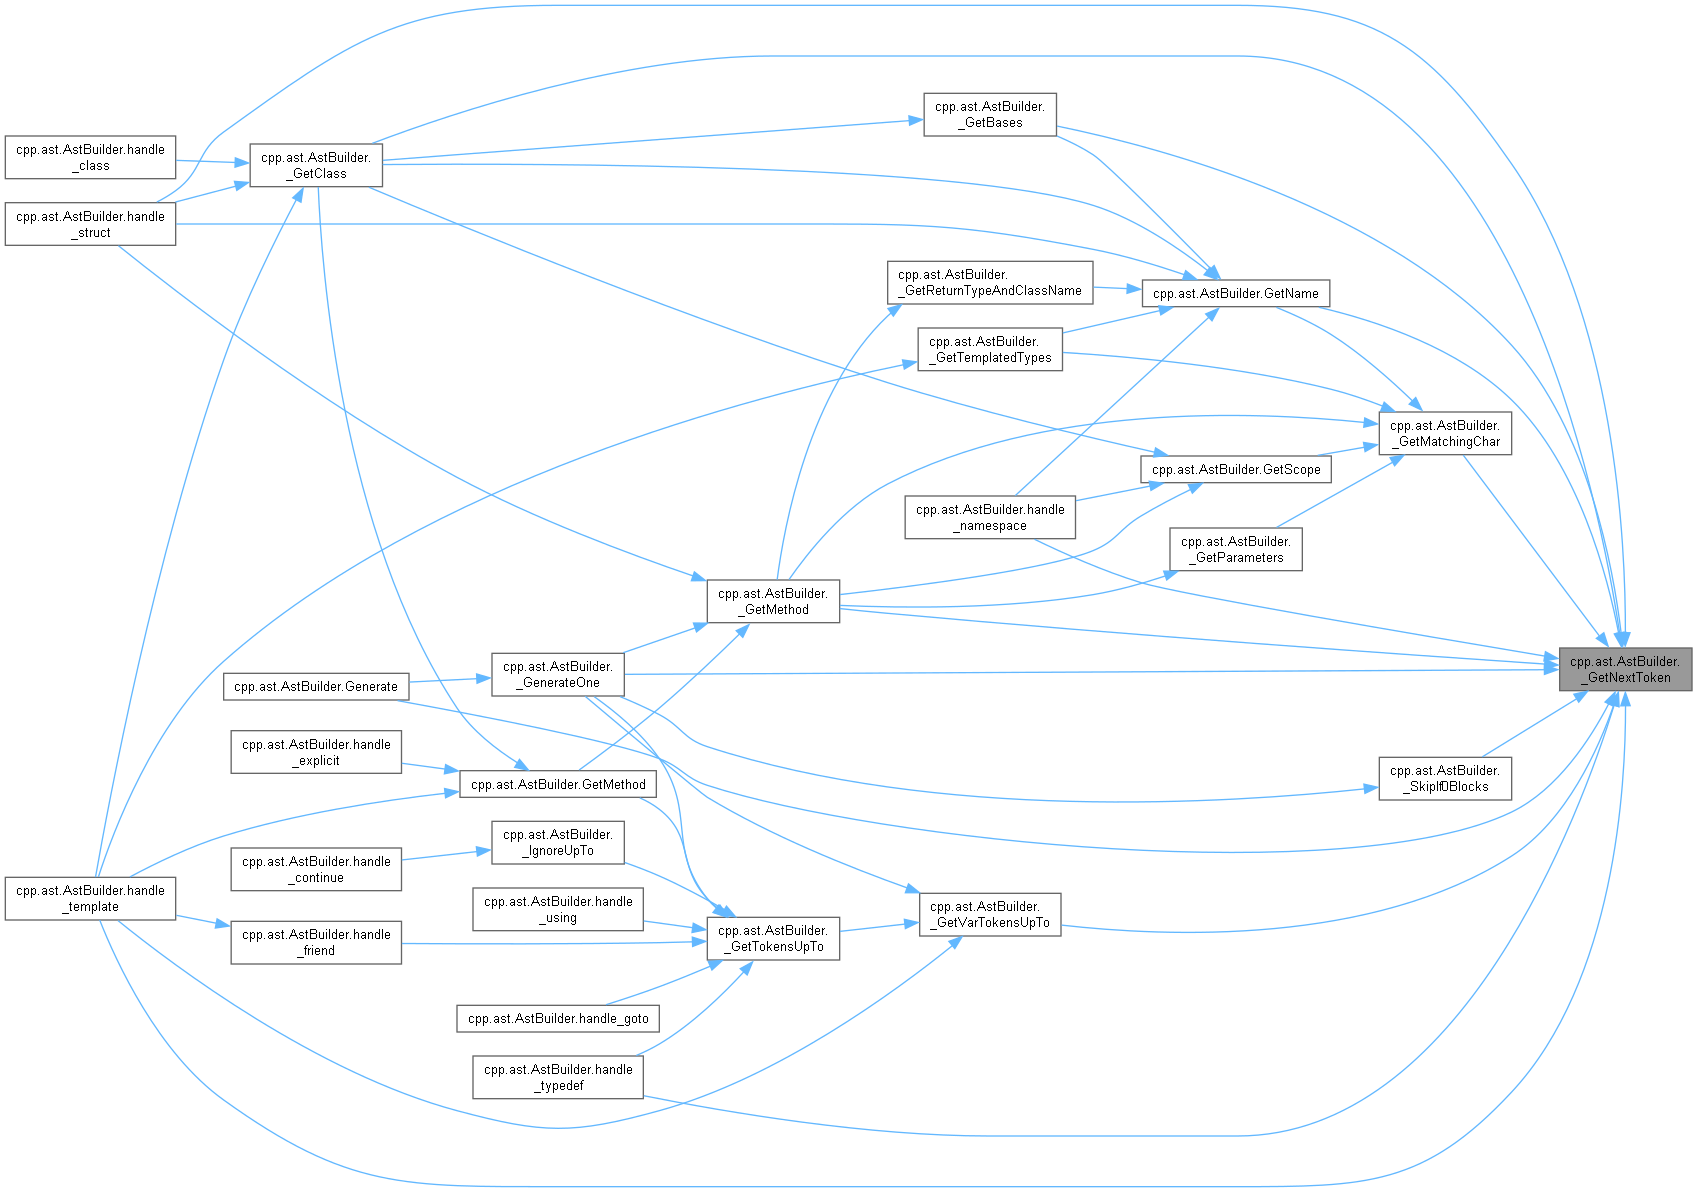 cpp.ast.AstBuilder.
_GetBases
cpp.ast.AstBuilder.handle
_class
cpp.ast.AstBuilder.
_GetClass
cpp.ast.AstBuilder.handle
_struct
cpp.ast.AstBuilder.
_GetReturnTypeAndClassName
cpp.ast.AstBuilder.GetName
cpp.ast.AstBuilder.
_GetTemplatedTypes
cpp.ast.AstBuilder.
_GetMatchingChar
cpp.ast.AstBuilder.GetScope
cpp.ast.AstBuilder.handle
_namespace
cpp.ast.AstBuilder.
_GetParameters
cpp.ast.AstBuilder.
_GetMethod
cpp.ast.AstBuilder.
_GetNextToken
cpp.ast.AstBuilder.
_GenerateOne
cpp.ast.AstBuilder.Generate
cpp.ast.AstBuilder.handle
_explicit
cpp.ast.AstBuilder.GetMethod
cpp.ast.AstBuilder.
_SkipIf0Blocks
cpp.ast.AstBuilder.
_IgnoreUpTo
cpp.ast.AstBuilder.handle
_continue
cpp.ast.AstBuilder.handle
_template
cpp.ast.AstBuilder.handle
_using
cpp.ast.AstBuilder.
_GetVarTokensUpTo
cpp.ast.AstBuilder.handle
_friend
cpp.ast.AstBuilder.
_GetTokensUpTo
cpp.ast.AstBuilder.handle_goto
cpp.ast.AstBuilder.handle
_typedef